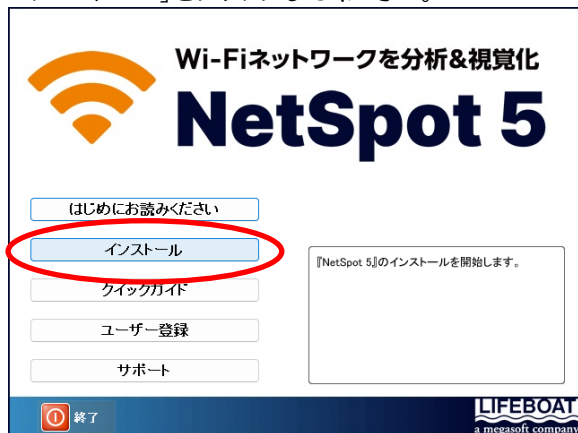 Wi-Fiネットワークを分析&視覚化
NetSpot 5
はじめにお読みください
インストール
『NetSpot 5』のインストールを開始します。
クイックガイド
ユーザー登録
サポート
終了
LIFEBOAT
a megasoft company